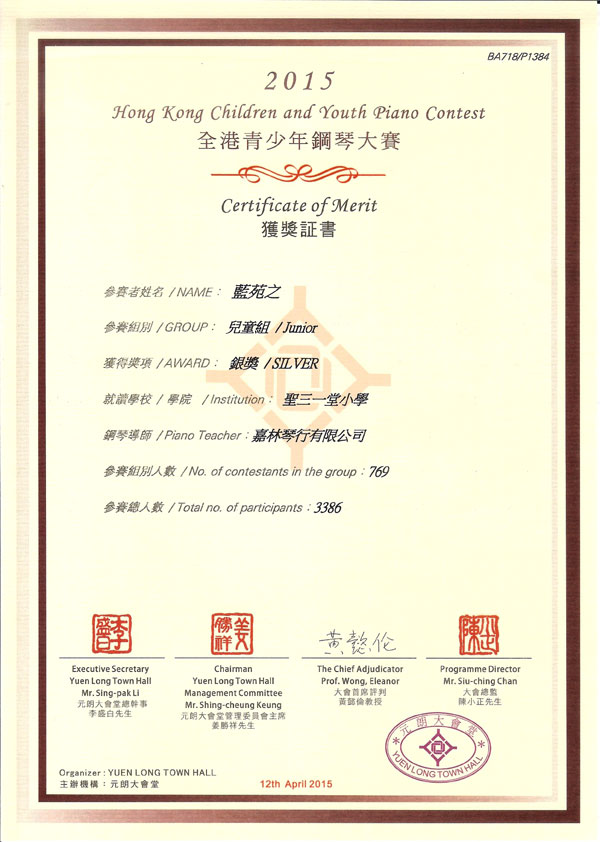 BA718/P1384
2015
Hong Kong Children and Youth Piano Contest
全港青少年鋼琴大賽
Certificate of Merit
獲獎証書
參賽者姓名 / NAME： 藍苑之
參賽組別 / GROUP： 兒童組 / Junior
獲得獎項 / AWARD： 銀獎 / SILVER
就讀學校 / 學院 / Institution： 聖三一堂小學
鋼琴導師 / Piano Teacher：嘉林琴行有限公司
參賽組別人數 / No. of contestants in the group：769
參賽總人數 / Total no. of participants：3386
李盛白
姜勝祥
黃懿伦
陳正
Executive Secretary
Yuen Long Town Hall
Mr. Sing-pak Li
元朗大會堂總幹事
李盛白先生
Chairman
Yuen Long Town Hall
Management Committee
Mr. Shing-cheung Keung
元朗大會堂管理委員會主席
姜勝祥先生
The Chief Adjudicator
Prof. Wong, Eleanor
大會首席評判
黃懿倫教授
Programme Director
Mr. Siu-ching Chan
大會總監
陳小正先生
元朗大會堂
YUEN LONG TOWN HALL
Organizer : YUEN LONG TOWN HALL
主辦機構：元朗大會堂
12th April 2015